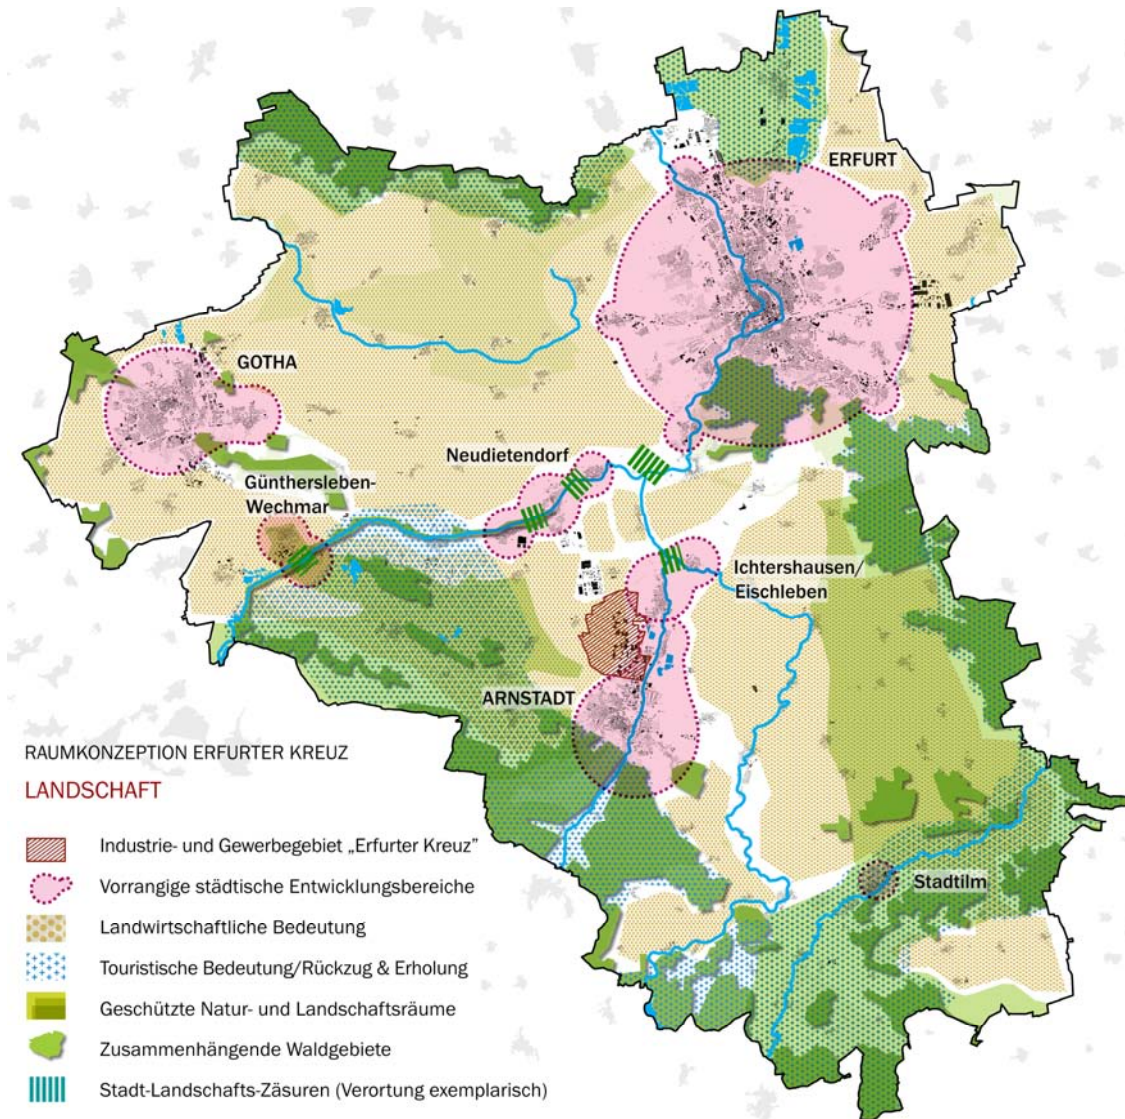 ERFURT
GOTHA
Neudietendorf
Günthersleben-
Wechmar
Ichtershausen/
Eischleben
ARNSTADT
Stadtilm
RAUMKONZEPTION ERFURTER KREUZ
LANDSCHAFT
Industrie- und Gewerbegebiet „Erfurter Kreuz”
Vorrangige städtische Entwicklungsbereiche
Landwirtschaftliche Bedeutung
Touristische Bedeutung/Rückzug & Erholung
Geschützte Natur- und Landschaftsräume
Zusammenhängende Waldgebiete
Stadt-Landschafts-Zäsuren (Verortung exemplarisch)